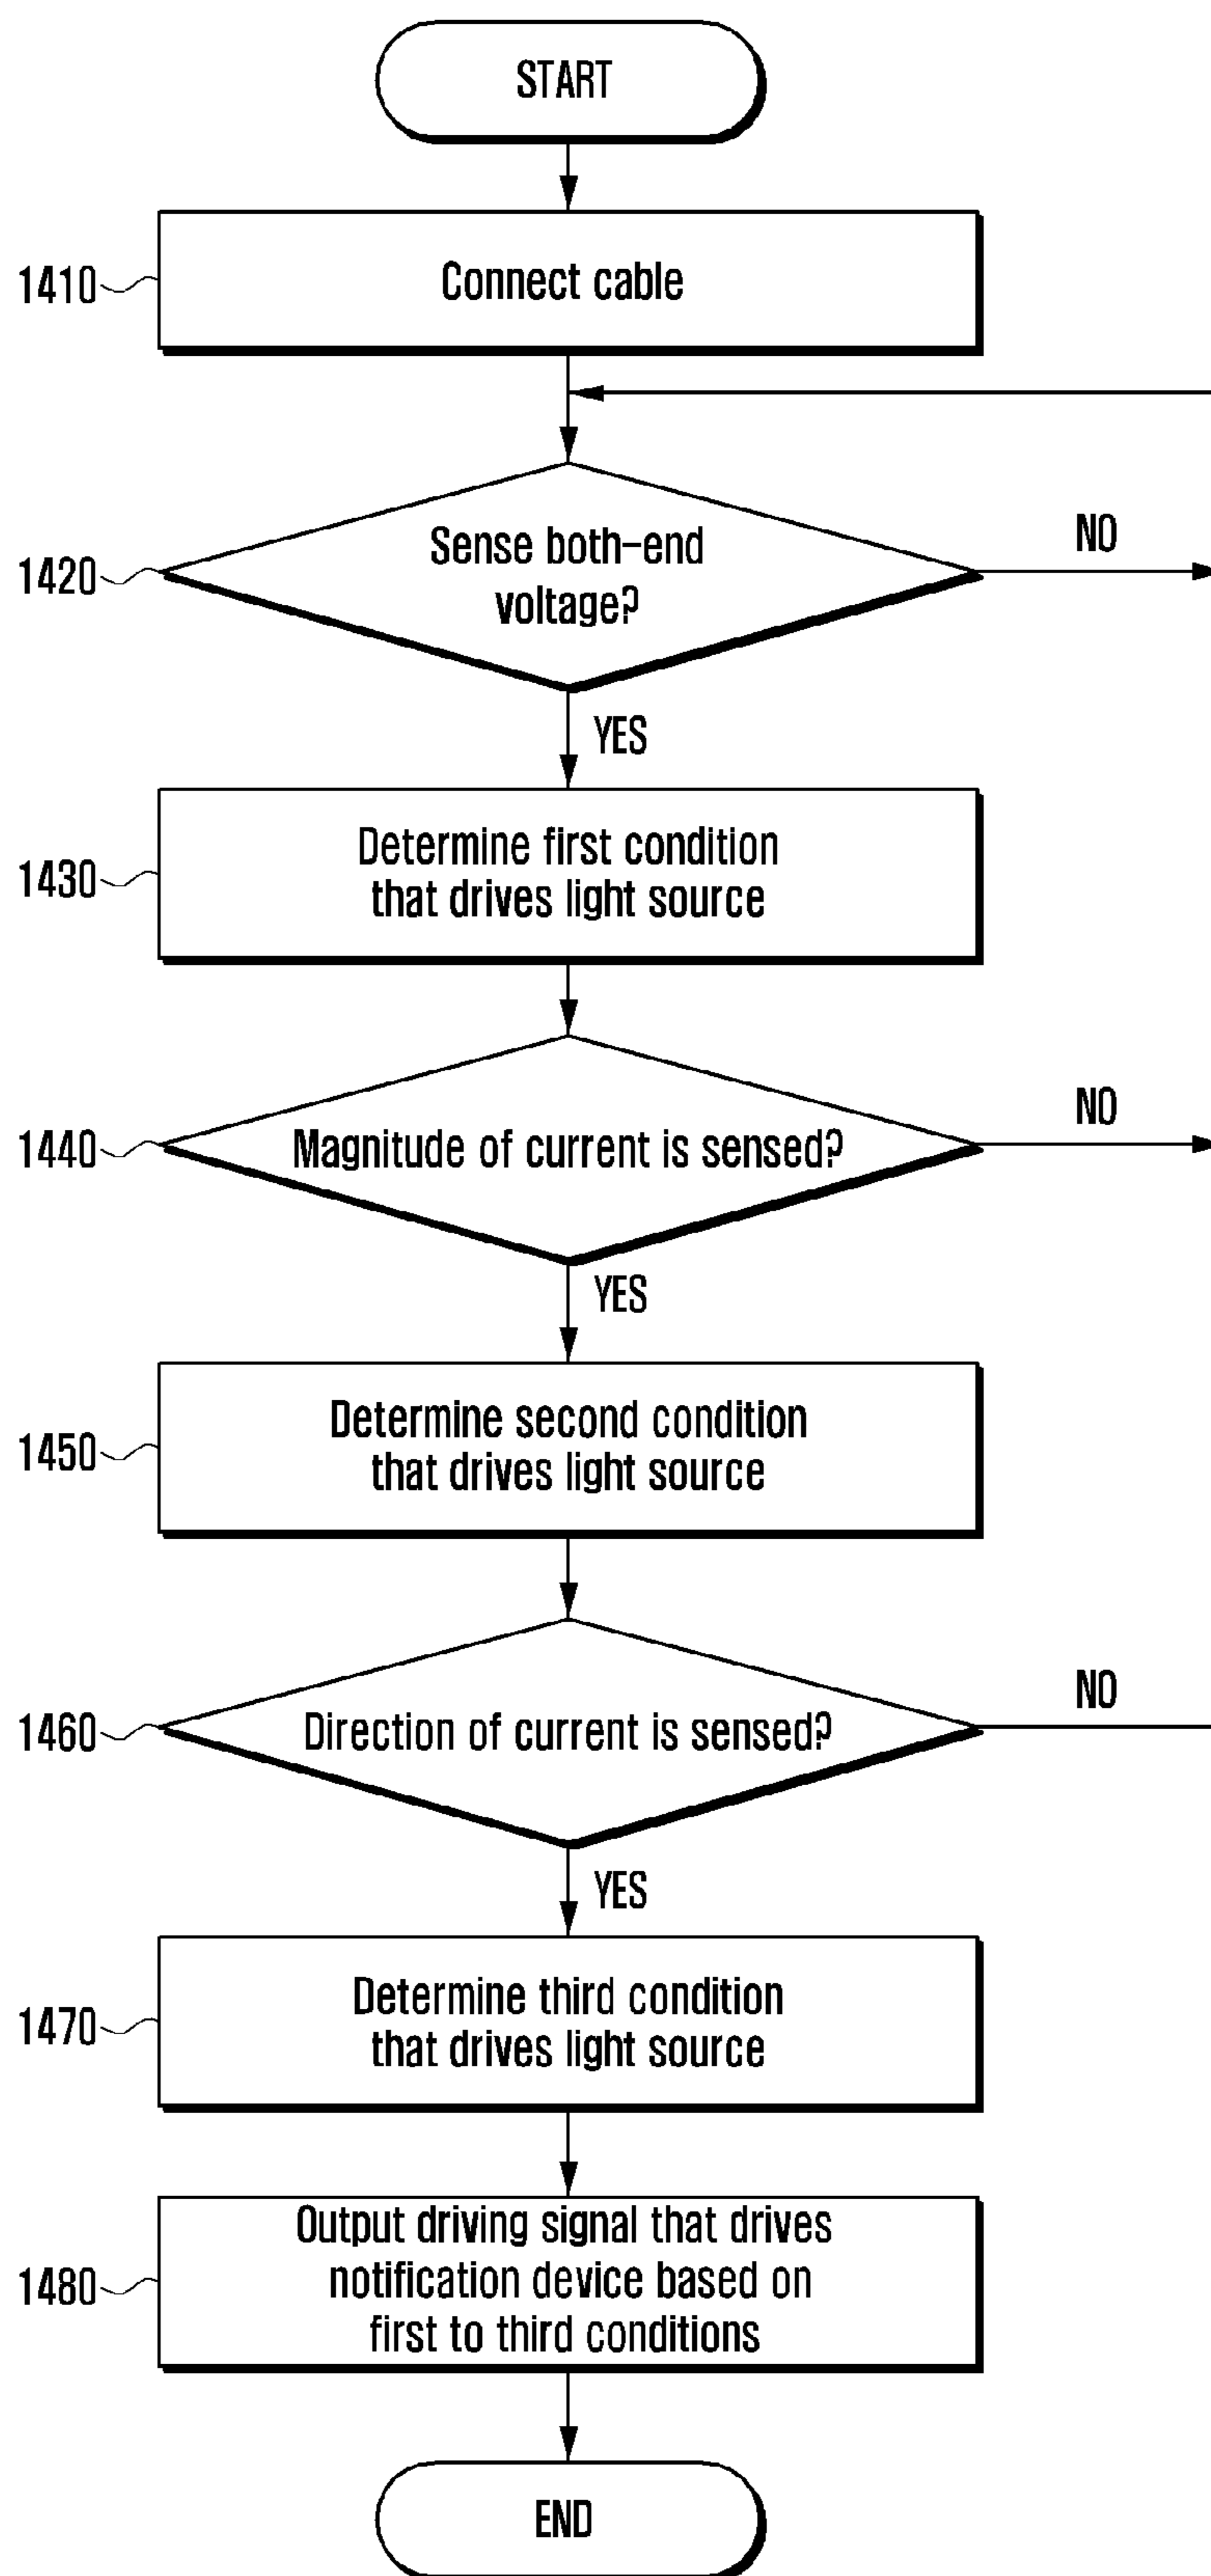 START
1410
Connect cable
1420
Sense both-end
voltage?
NO
YES
1430
Determine first condition
that drives light source
1440
Magnitude of current is sensed?
NO
YES
1450
Determine second condition
that drives light source
1460
Direction of current is sensed?
NO
YES
1470
Determine third condition
that drives light source
1480
Output driving signal that drives
notification device based on
first to third conditions
END